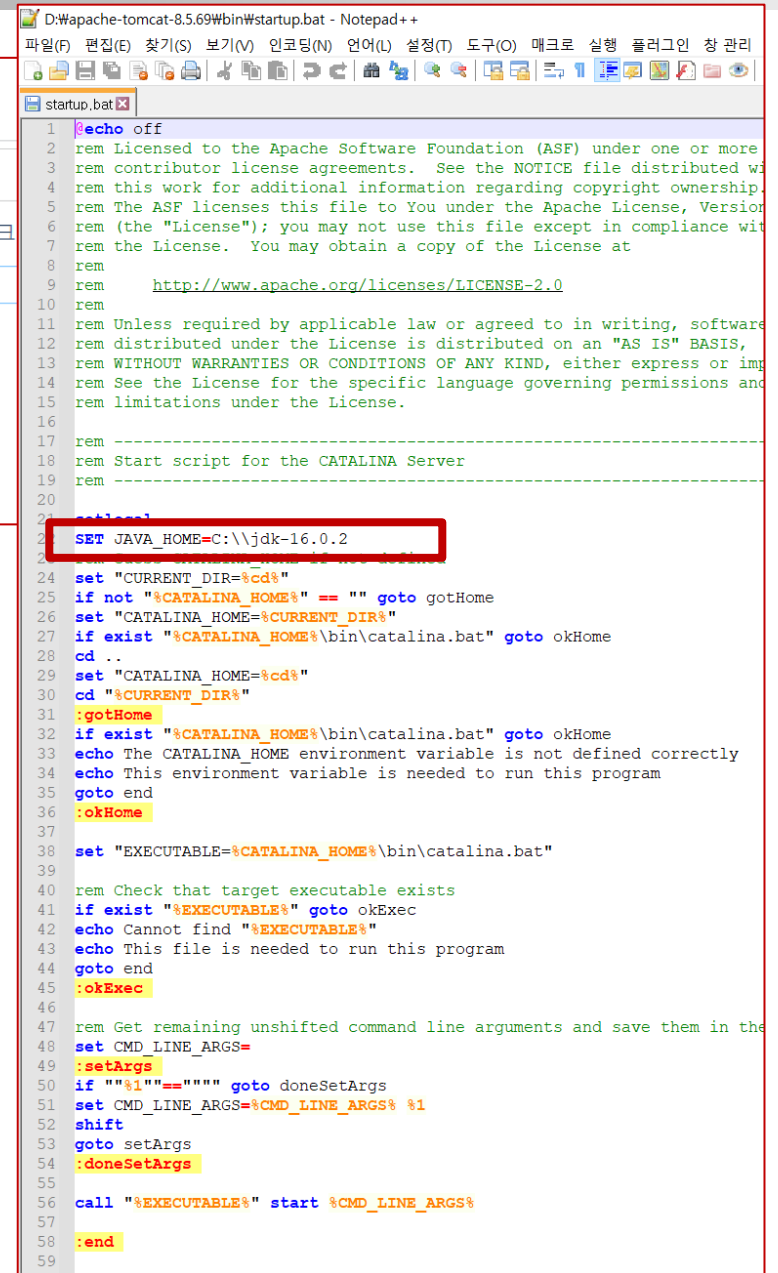 D:₩apache-tomcat-8.5.69₩bin₩startup.bat - Notepad++
파일(F) 편집(E) 찾기(S) 보기(V) 인코딩(N) 언어(L) 설정(T) 도구(O) 매크로 실행 플러그인 창 관리
startup.bat
1 @echo off
2 rem Licensed to the Apache Software Foundation (ASF) under one or more
3 rem contributor license agreements.  See the NOTICE file distributed wi
4 rem this work for additional information regarding copyright ownership.
5 rem The ASF licenses this file to You under the Apache License, Version
6 rem (the "License"); you may not use this file except in compliance wit
7 rem the License.  You may obtain a copy of the License at
8 rem
9 rem     http://www.apache.org/licenses/LICENSE-2.0
10 rem
11 rem Unless required by applicable law or agreed to in writing, software
12 rem distributed under the License is distributed on an "AS IS" BASIS,
13 rem WITHOUT WARRANTIES OR CONDITIONS OF ANY KIND, either express or imp
14 rem See the License for the specific language governing permissions and
15 rem limitations under the License.
16
17 rem ---------------------------------------------------------------------------
18 rem Start script for the CATALINA Server
19 rem ---------------------------------------------------------------------------
20
21 setlocal
22 SET JAVA_HOME=C:\\jdk-16.0.2
23 rem Guess CATALINA_HOME if not defined
24 set "CURRENT_DIR=%cd%"
25 if not "%CATALINA_HOME%" == "" goto gotHome
26 set "CATALINA_HOME=%CURRENT_DIR%"
27 if exist "%CATALINA_HOME%\bin\catalina.bat" goto okHome
28 cd ..
29 set "CATALINA_HOME=%cd%"
30 cd "%CURRENT_DIR%"
31 :gotHome
32 if exist "%CATALINA_HOME%\bin\catalina.bat" goto okHome
33 echo The CATALINA_HOME environment variable is not defined correctly
34 echo This environment variable is needed to run this program
35 goto end
36 :okHome
37
38 set "EXECUTABLE=%CATALINA_HOME%\bin\catalina.bat"
39
40 rem Check that target executable exists
41 if exist "%EXECUTABLE%" goto okExec
42 echo Cannot find "%EXECUTABLE%"
43 echo This file is needed to run this program
44 goto end
45 :okExec
46
47 rem Get remaining unshifted command line arguments and save them in the
48 set CMD_LINE_ARGS=
49 :setArgs
50 if ""%1""=="""" goto doneSetArgs
51 set CMD_LINE_ARGS=%CMD_LINE_ARGS% %1
52 shift
53 goto setArgs
54 :doneSetArgs
55
56 call "%EXECUTABLE%" start %CMD_LINE_ARGS%
57
58 :end
59